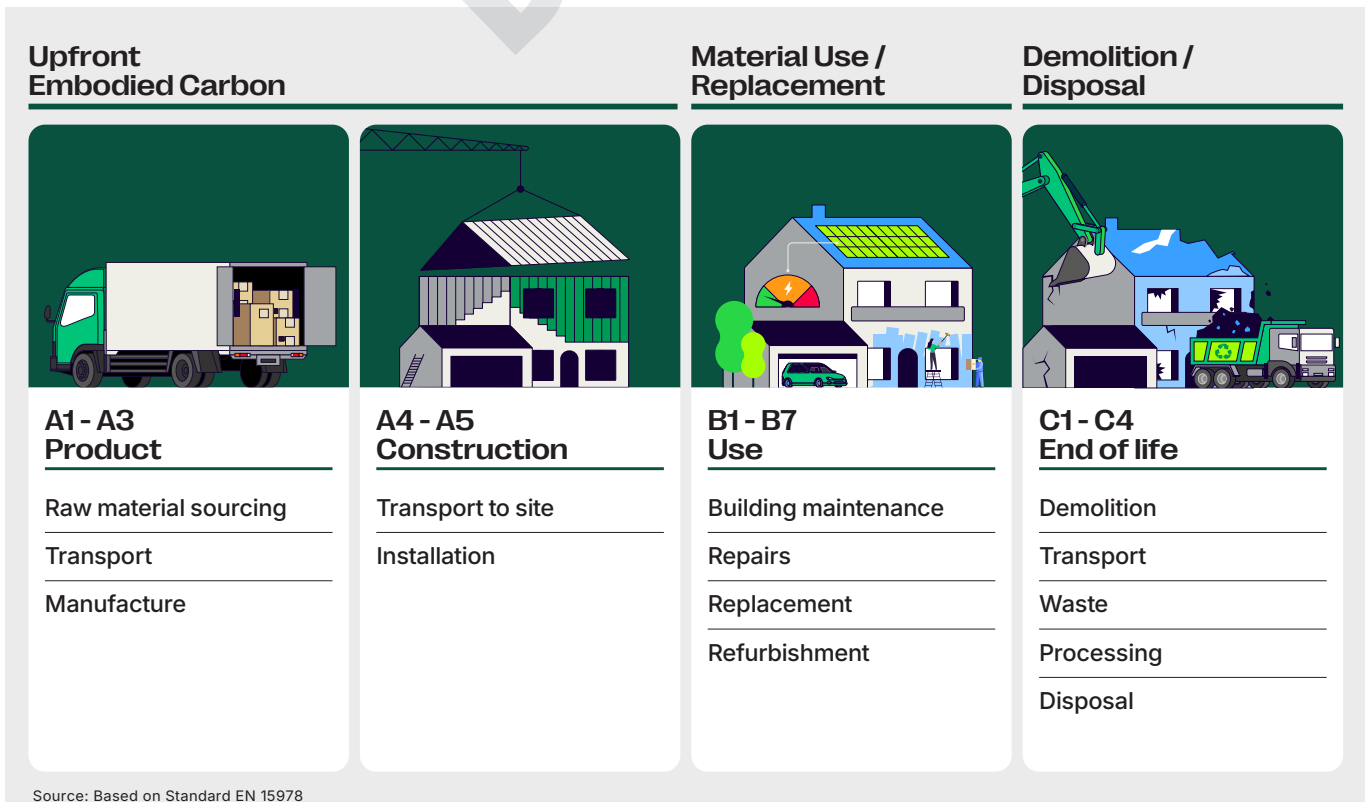 Upfront
Embodied Carbon
Material Use /
Replacement
Demolition /
Disposal
A1 - A3
Product
Raw material sourcing
Transport
Manufacture
A4 - A5
Construction
Transport to site
Installation
B1 - B7
Use
Building maintenance
Repairs
Replacement
Refurbishment
C1 - C4
End of life
Demolition
Transport
Waste
Processing
Disposal
Source: Based on Standard EN 15978